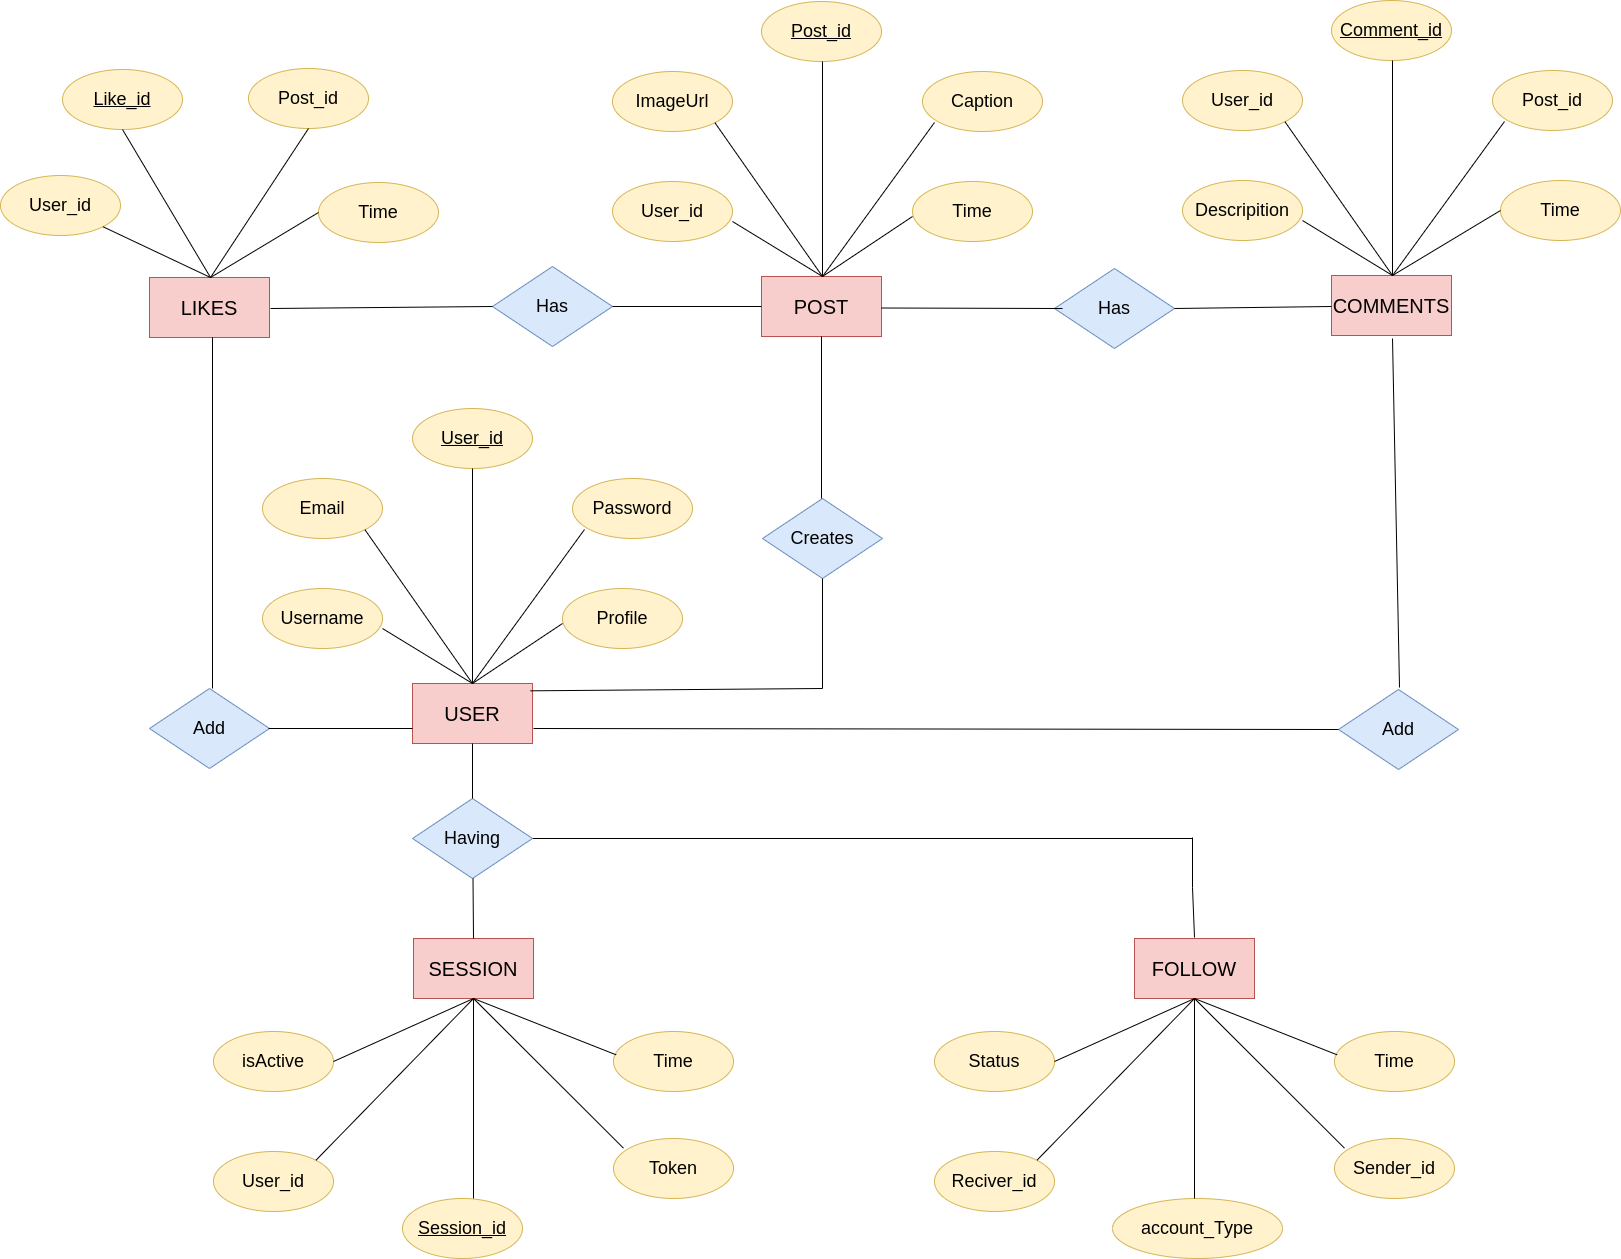 Post_id
Comment_id
Like_id
Post_id
ImageUrl
Caption
User_id
Post_id
User_id
Time
User_id
Time
Descripition
Time
LIKES
Has
POST
Has
COMMENTS
User_id
Email
Password
Creates
Username
Profile
Add
USER
Add
Having
SESSION
FOLLOW
isActive
Time
Status
Time
User_id
Token
Reciver_id
Sender_id
Session_id
account_Type